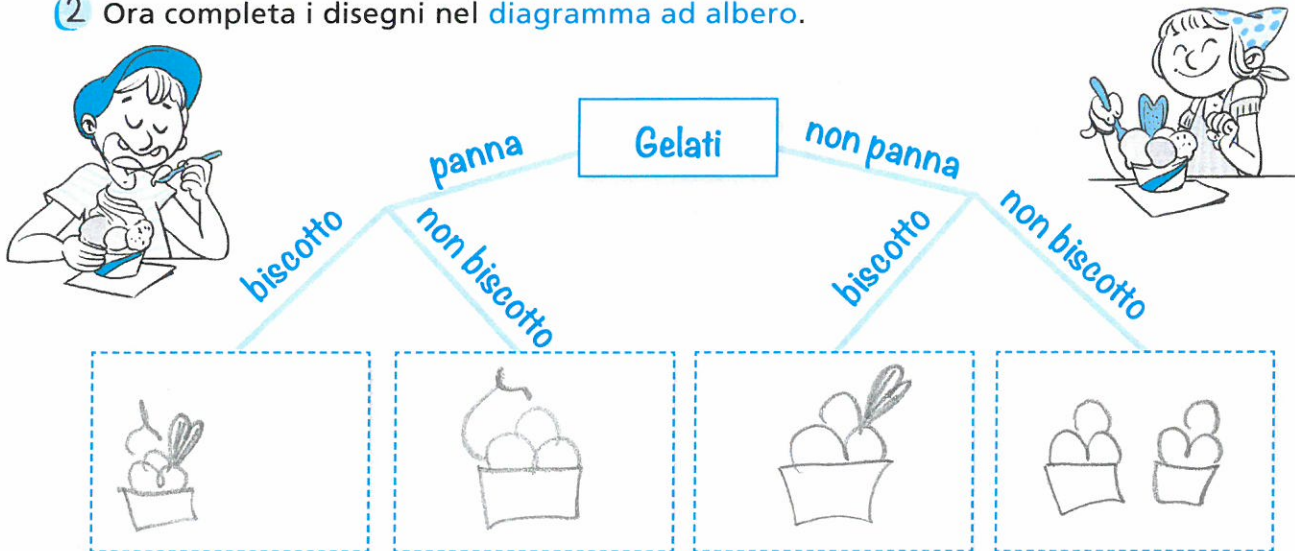 2 Ora completa i disegni nel diagramma ad albero.
Gelati
panna
non panna
biscotto
non biscotto
biscotto
non biscotto